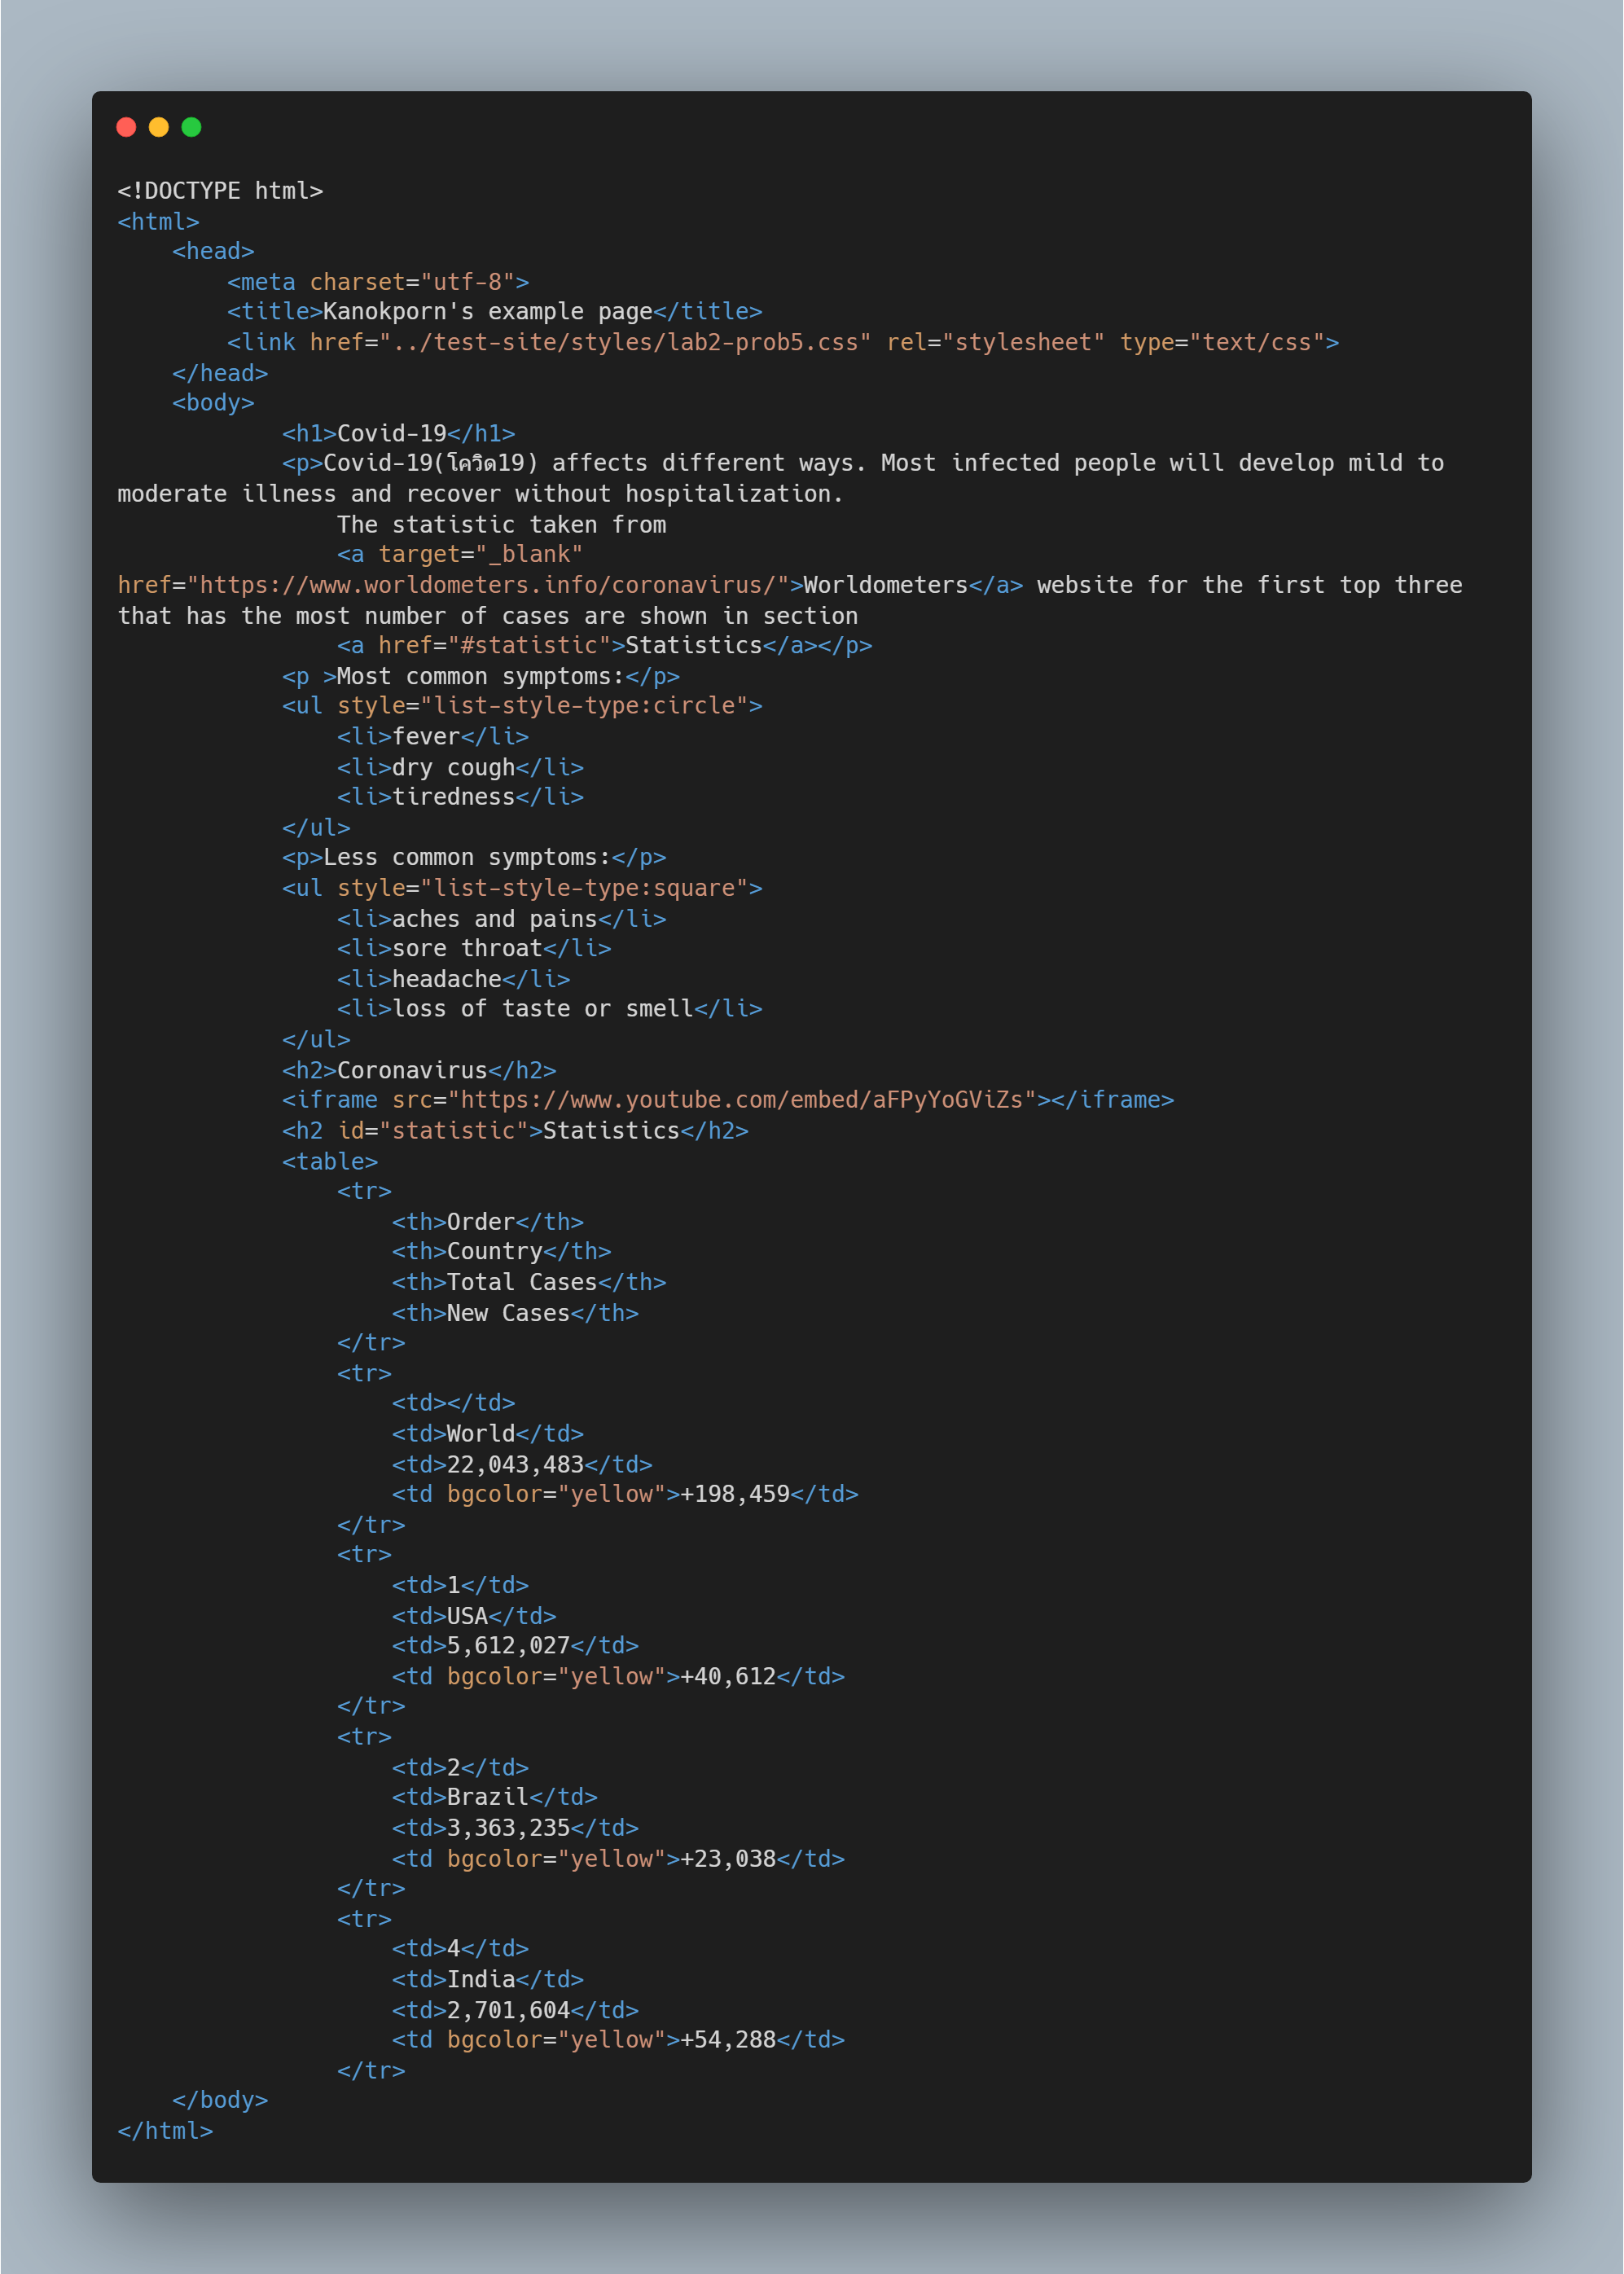 <!DOCTYPE html>
<html>
    <head>
        <meta charset="utf-8">
        <title>Kanokporn's example page</title>
        <link href="../test-site/styles/lab2-prob5.css" rel="stylesheet" type="text/css">
    </head>
    <body>
            <h1>Covid-19</h1>
            <p>Covid-19(โควิด19) affects different ways. Most infected people will develop mild to
moderate illness and recover without hospitalization.
                The statistic taken from
                <a target="_blank"
href="https://www.worldometers.info/coronavirus/">Worldometers</a> website for the first top three
that has the most number of cases are shown in section
                <a href="#statistic">Statistics</a></p>
            <p >Most common symptoms:</p>
            <ul style="list-style-type:circle">
                <li>fever</li>
                <li>dry cough</li>
                <li>tiredness</li>
            </ul>
            <p>Less common symptoms:</p>
            <ul style="list-style-type:square">
                <li>aches and pains</li>
                <li>sore throat</li>
                <li>headache</li>
                <li>loss of taste or smell</li>
            </ul>
            <h2>Coronavirus</h2>
            <iframe src="https://www.youtube.com/embed/aFPyYoGViZs"></iframe>
            <h2 id="statistic">Statistics</h2>
            <table>
                <tr>
                    <th>Order</th>
                    <th>Country</th>
                    <th>Total Cases</th>
                    <th>New Cases</th>
                </tr>
                <tr>
                    <td></td>
                    <td>World</td>
                    <td>22,043,483</td>
                    <td bgcolor="yellow">+198,459</td>
                </tr>
                <tr>
                    <td>1</td>
                    <td>USA</td>
                    <td>5,612,027</td>
                    <td bgcolor="yellow">+40,612</td>
                </tr>
                <tr>
                    <td>2</td>
                    <td>Brazil</td>
                    <td>3,363,235</td>
                    <td bgcolor="yellow">+23,038</td>
                </tr>
                <tr>
                    <td>4</td>
                    <td>India</td>
                    <td>2,701,604</td>
                    <td bgcolor="yellow">+54,288</td>
                </tr>
    </body>
</html>